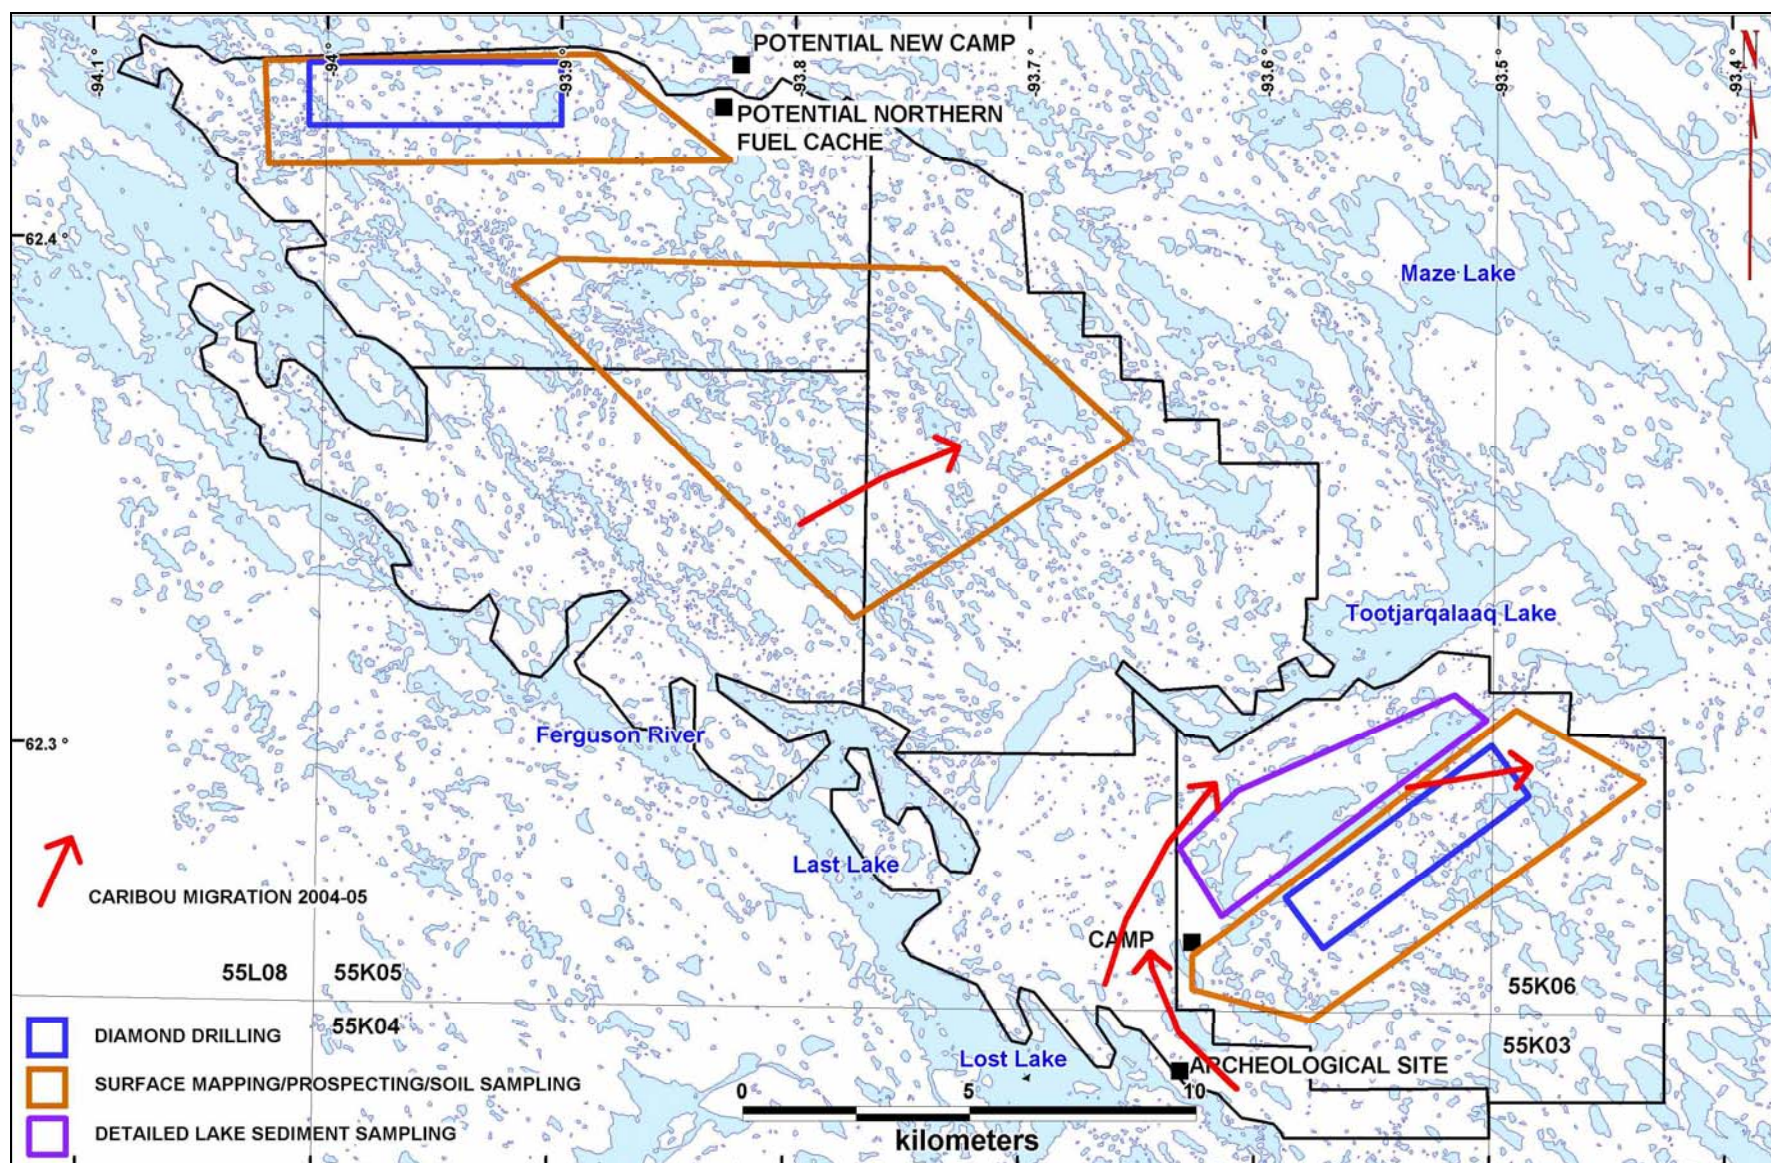 -94.1°
-94°
-93.9°
-93.8
-93.7
-93.6
-93.5
-93.4°
N
POTENTIAL NEW CAMP
POTENTIAL NORTHERN
FUEL CACHE
62.4°
Maze Lake
Tootjarqalaaq Lake
62.3°
Ferguson River
Last Lake
CARIBOU MIGRATION 2004-05
CAMP
55L08
55K05
55K06
55K04
55K03
DIAMOND DRILLING
Lost Lake
ARCHEOLOGICAL SITE
SURFACE MAPPING/PROSPECTING/SOIL SAMPLING
0
5
10
DETAILED LAKE SEDIMENT SAMPLING
kilometers